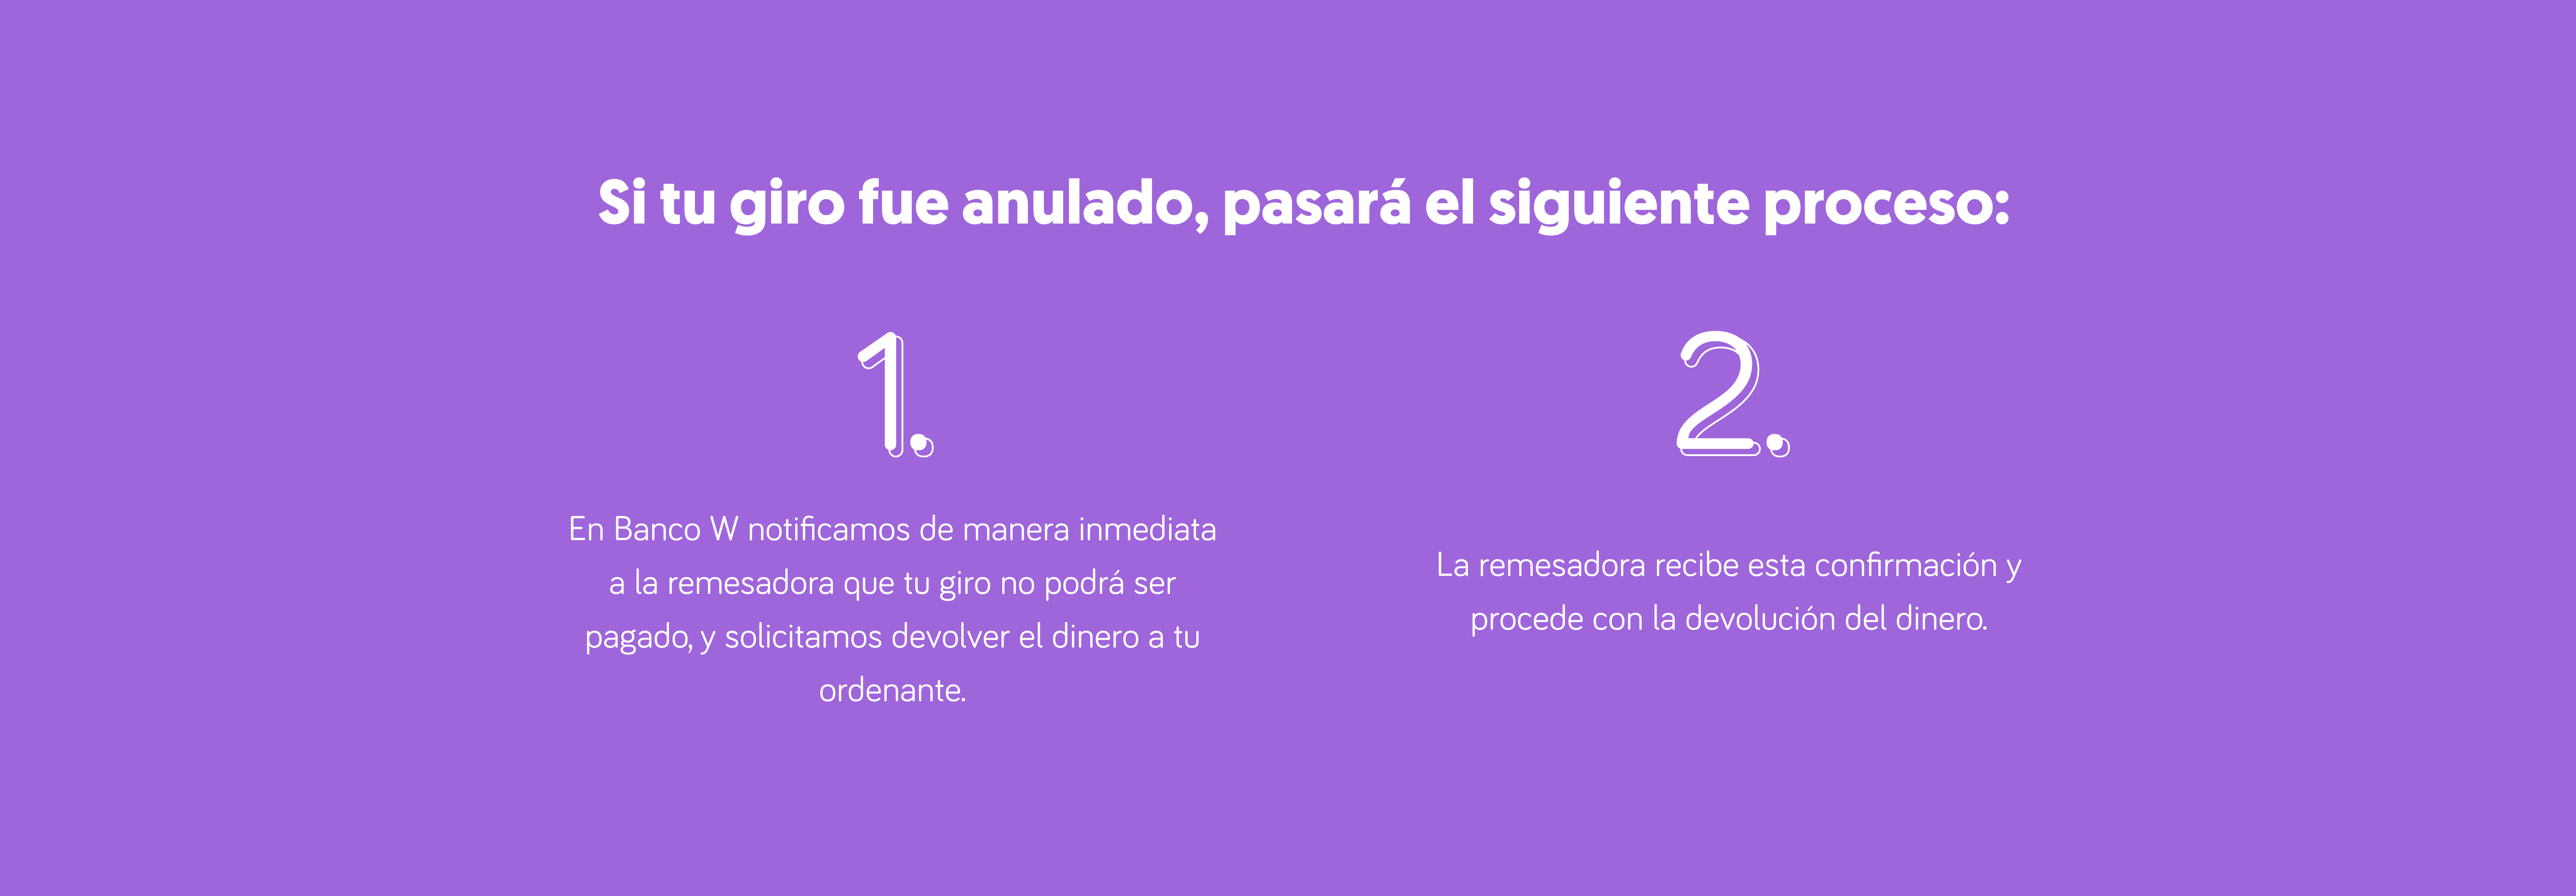 Si tu giro fue anulado, pasará el siguiente proceso:
1.
En Banco W notificamos de manera inmediata
a la remesadora que tu giro no podrá ser
pagado, y solicitamos devolver el dinero a tu
ordenante.
2.
La remesadora recibe esta confirmación y
procede con la devolución del dinero.